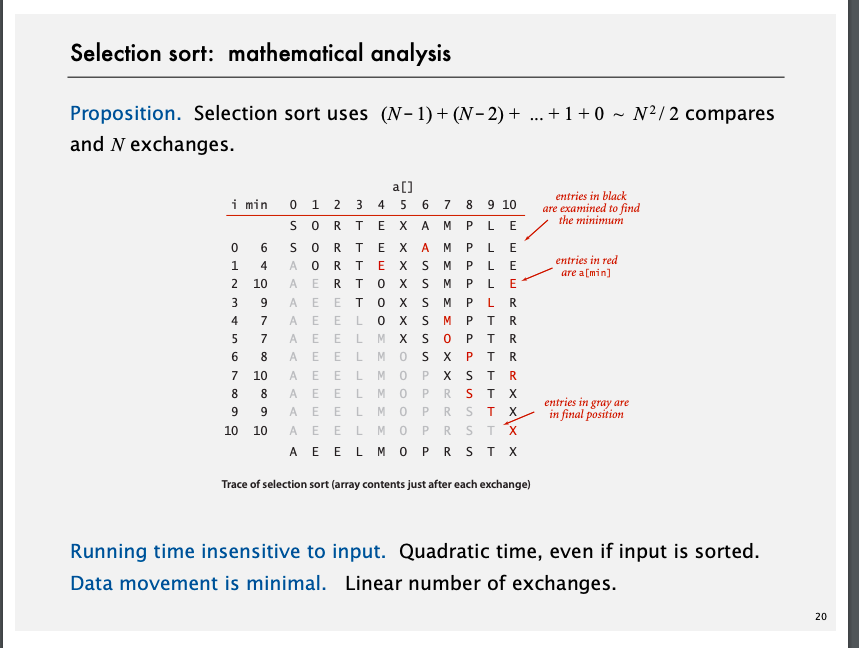 Selection sort: mathematical analysis
Proposition. Selection sort uses (N – 1) + (N – 2) + ... + 1 + 0 ~ N² / 2 compares
and N exchanges.
a[]
i min 0 1 2 3 4 5 6 7 8 9 10
S O R T E X A M P L E
0 6 S O R T E X A M P L E
1 4 A O R T E X S M P L E
2 10 A E R T O X S M P L E
3 9 A E E T O X S M P L R
4 7 A E E L O X S M P T R
5 7 A E E L M X S O P T R
6 8 A E E L M O S X P T R
7 10 A E E L M O P X S T R
8 8 A E E L M O P R S T X
9 9 A E E L M O P R S T X
10 10 A E E L M O P R S T X
A E E L M O P R S T X
entries in black
are examined to find
the minimum
entries in red
are a[min]
entries in gray are
in final position
Trace of selection sort (array contents just after each exchange)
Running time insensitive to input. Quadratic time, even if input is sorted.
Data movement is minimal. Linear number of exchanges.
20